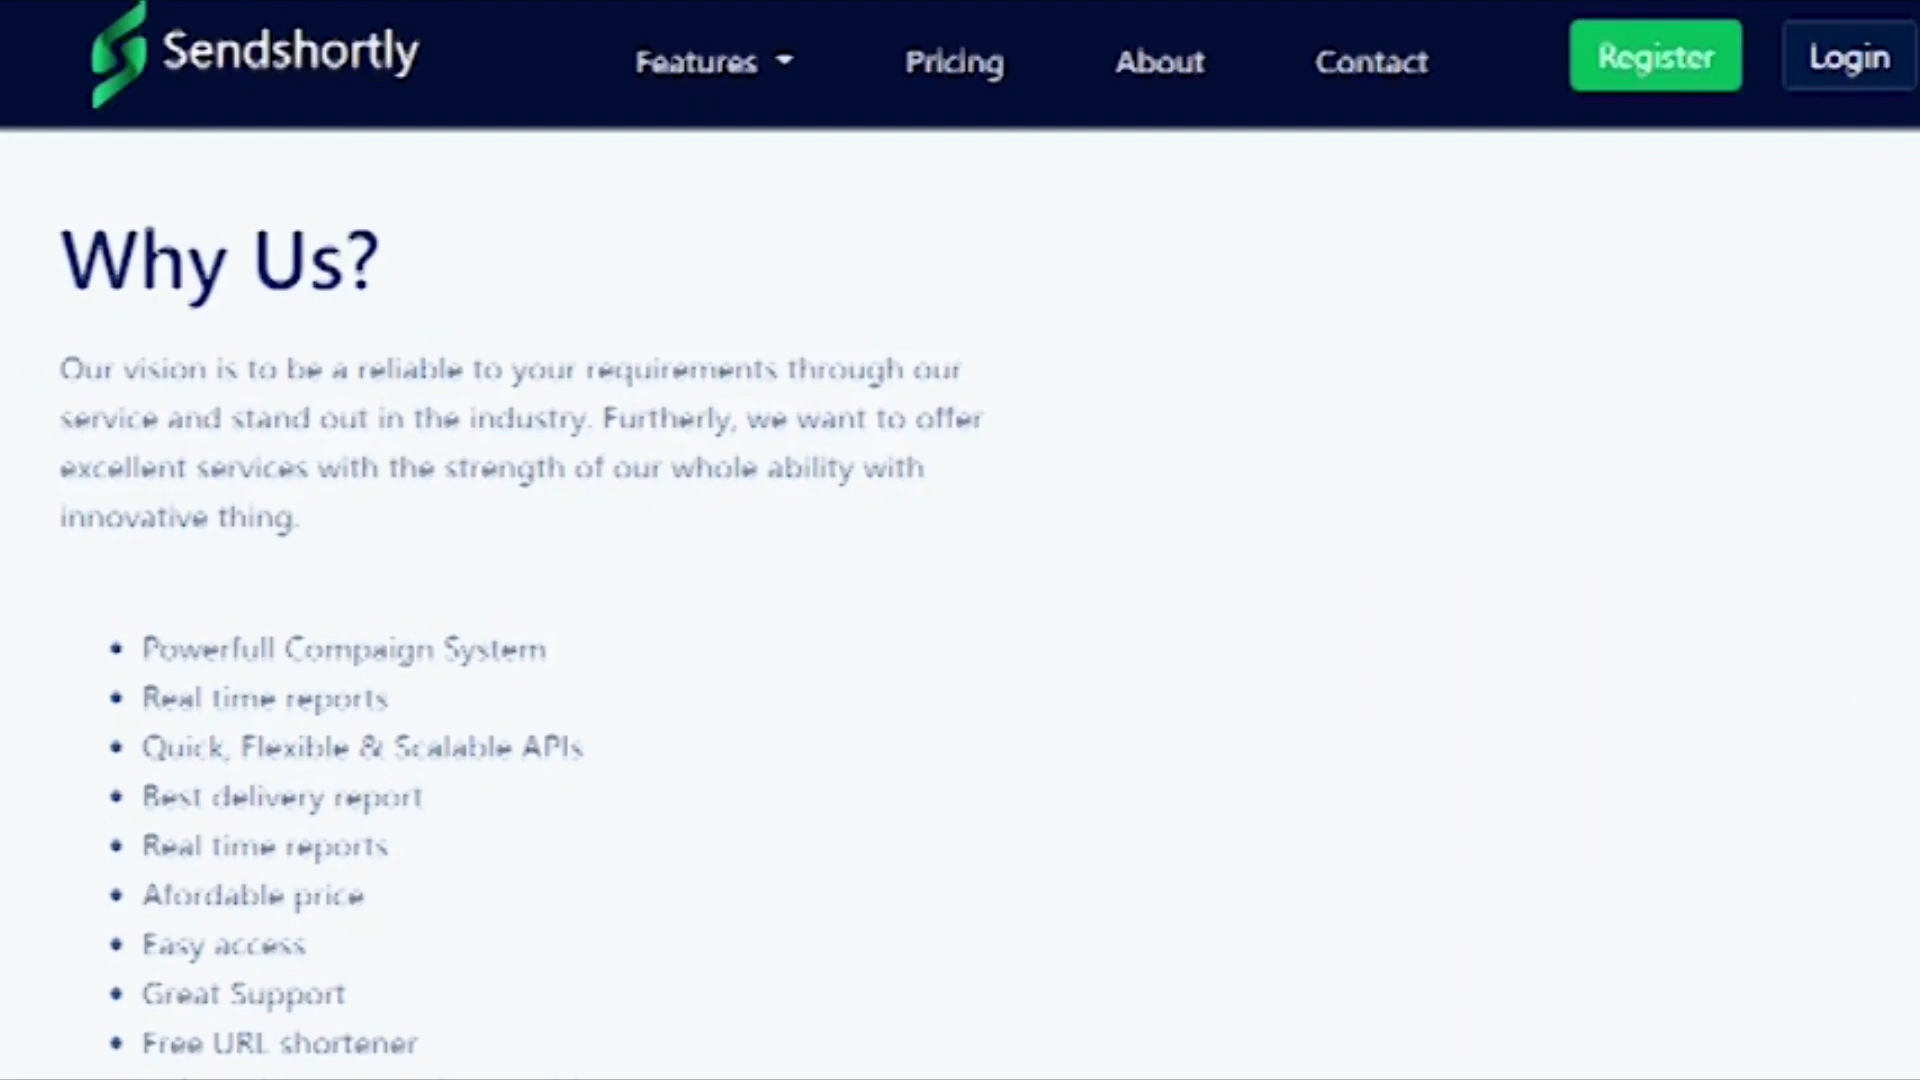 Sendshortly
Features
Pricing
About
Contact
Register
Login
Why Us?
Our vision is to be a reliable to your requirements through our
service and stand out in the industry. Furtherly, we want to offer
excellent services with the strength of our whole ability with
innovative thing.
Powerfull Compaign System
Real time reports
Quick, Flexible & Scalable APIs
Best delivery report
Real time reports
Afordable price
Easy access
Great Support
Free URL shortener